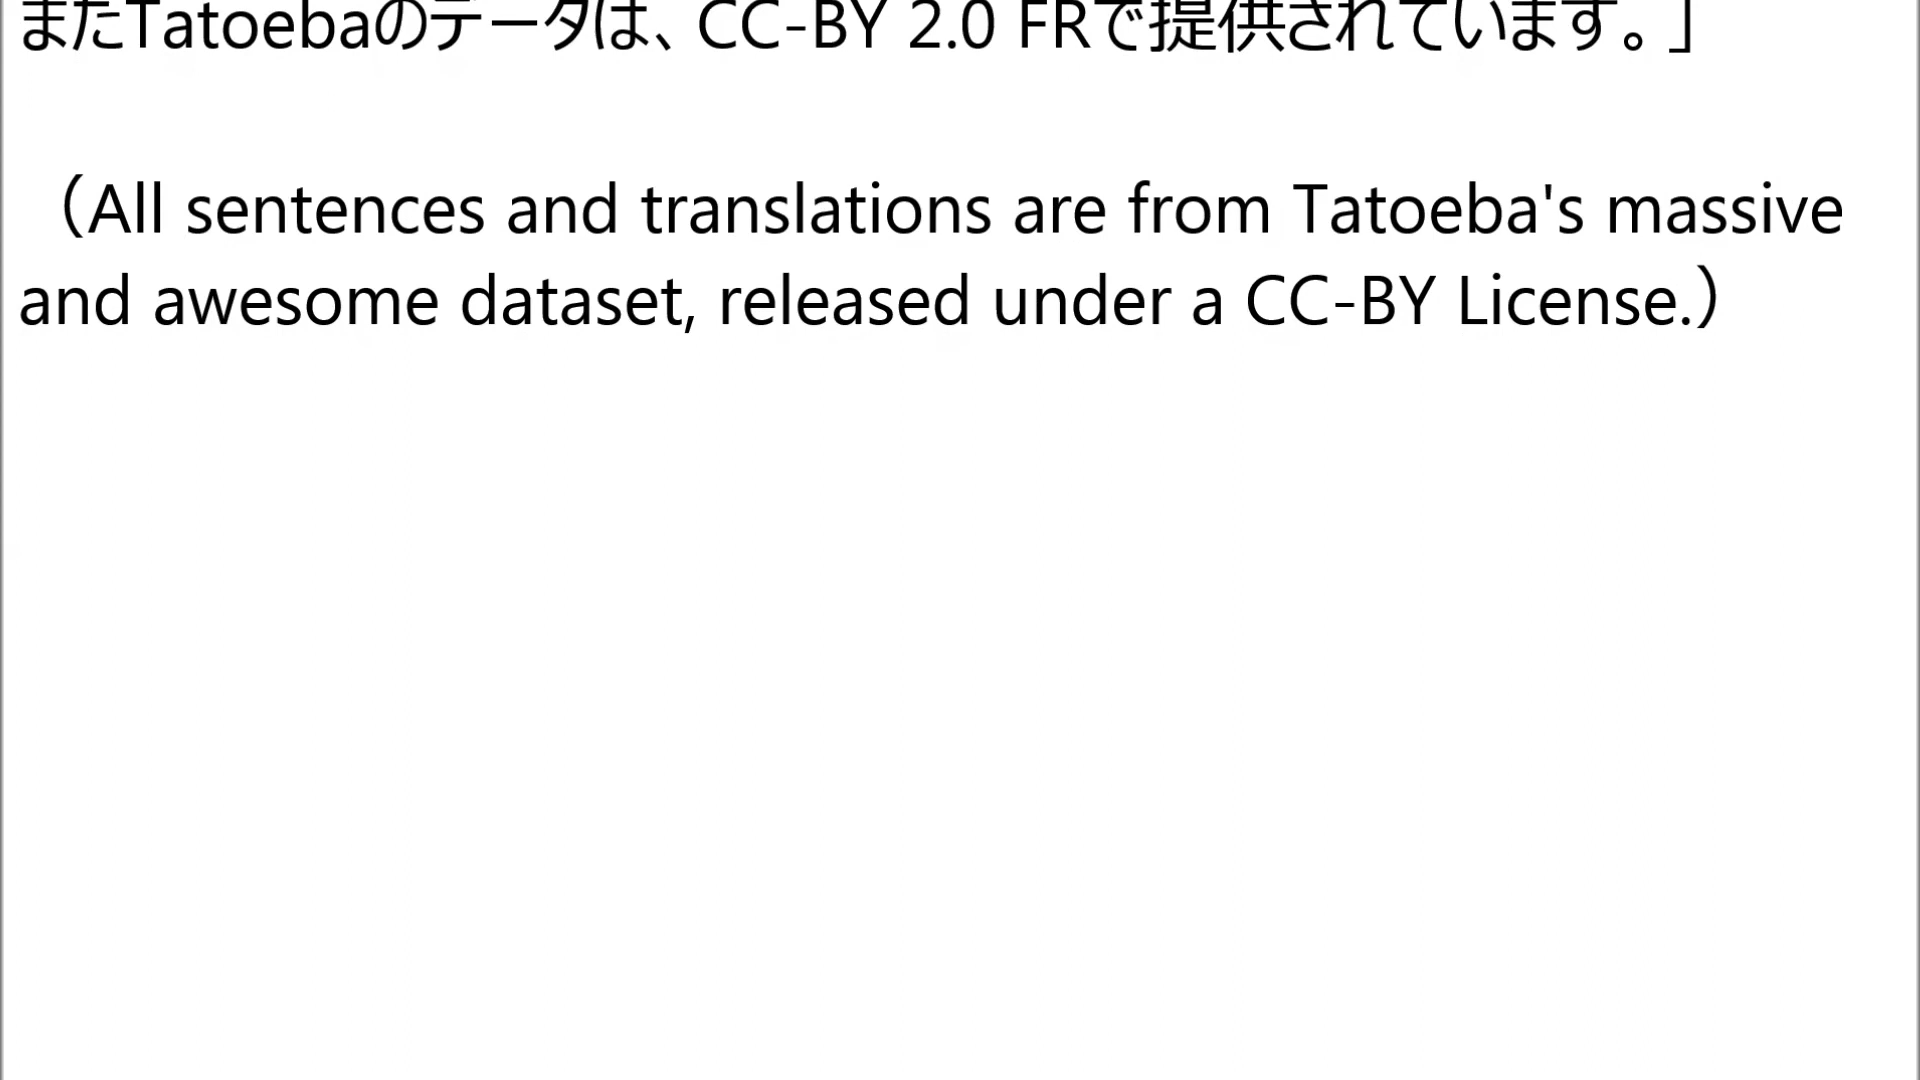 またTatoebaのデータは、CC-BY 2.0 FRで提供されています。」
（All sentences and translations are from Tatoeba's massive
and awesome dataset, released under a CC-BY License.）